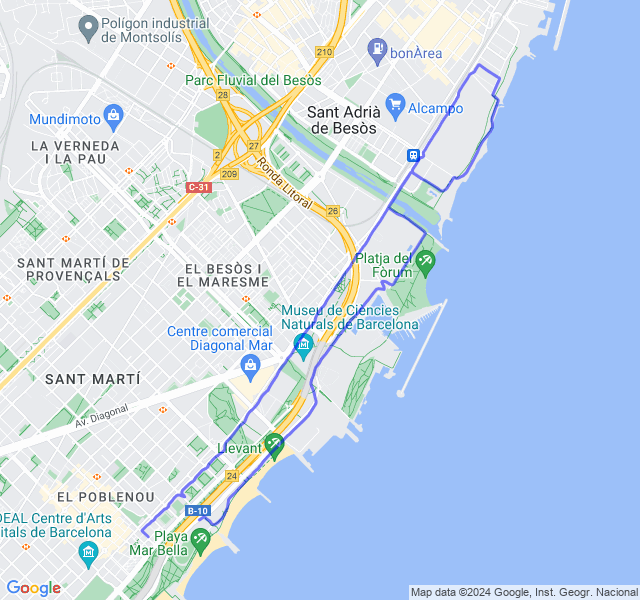 Polígon industrial
de Montsolís
210
bonÀrea
Parc Fluvial del Besòs
28
Mundimoto
Sant Adrià
de Besòs
Alcampo
LA VERNEDA
I LA PAU
27
2
209
C-31
Ronda Litoral
26
SANT MARTÍ DE
PROVENÇALS
EL BESÒS I
EL MARESME
Platja del
Fòrum
Museu de Ciències
Naturals de Barcelona
Centre comercial
Diagonal Mar
SANT MARTÍ
Av. Diagonal
Llevant
24
EL POBLENOU
B-10
DEAL Centre d'Arts
itals de Barcelona
Playa
Mar Bella
Google
Map data ©2024 Google, Inst. Geogr. Nacional